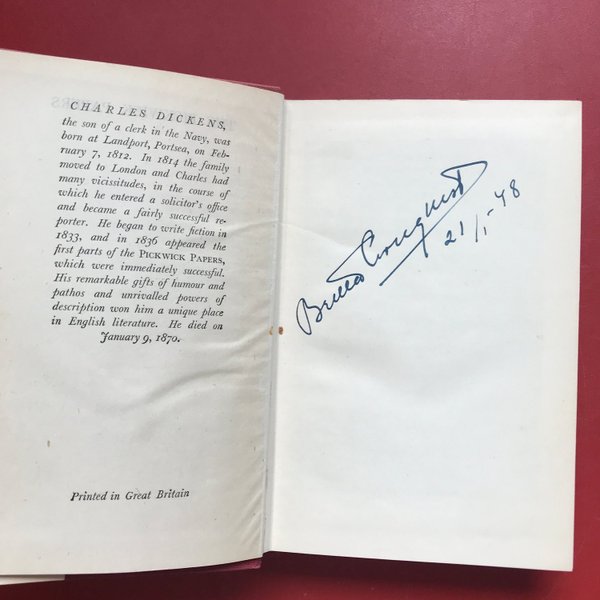 CHARLES DICKENS,
the son of a clerk in the Navy, was
born at Landport, Portsea, on Feb-
ruary 7, 1812. In 1814 the family
moved to London and Charles had
many vicissitudes, in the course of
which he entered a solicitor's office
and became a fairly successful re-
porter. He began to write fiction in
1833, and in 1836 appeared the
first parts of the PICKWICK PAPERS,
which were immediately successful.
His remarkable gifts of humour and
pathos and unrivalled powers of
description won him a unique place
in English literature. He died on
January 9, 1870.
Printed in Great Britain
Conquest
21/1-48